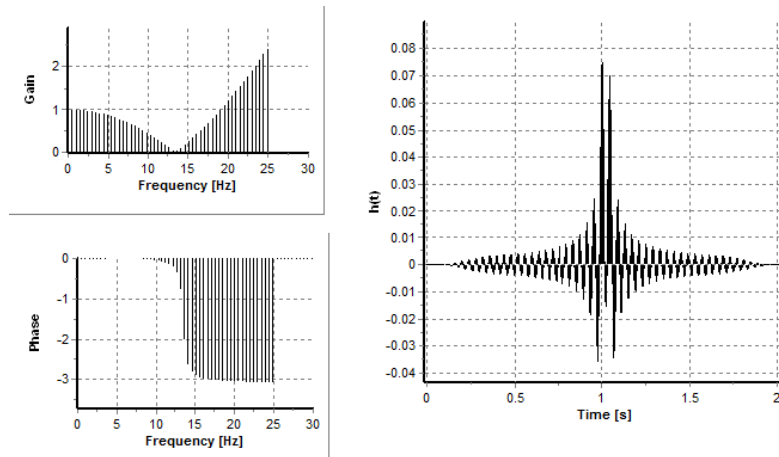 2
Gain
1
0
0 5 10 15 20 25 30
Frequency [Hz]
0
-1
Phase
-2
-3
0 5 10 15 20 25 30
Frequency [Hz]
0.08
0.07
0.06
0.05
0.04
0.03
h(t)
0.02
0.01
0
-0.01
-0.02
-0.03
-0.04
0 0.5 1 1.5 2
Time [s]